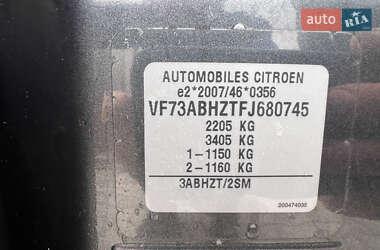 auto RIA
AUTOMOBILES CITROEN
e2*2007/46*0356
VF73ABHZTFJ680745
2205 KG
3405 KG
1-1150 KG
2-1160 KG
3ABHZT/2SM